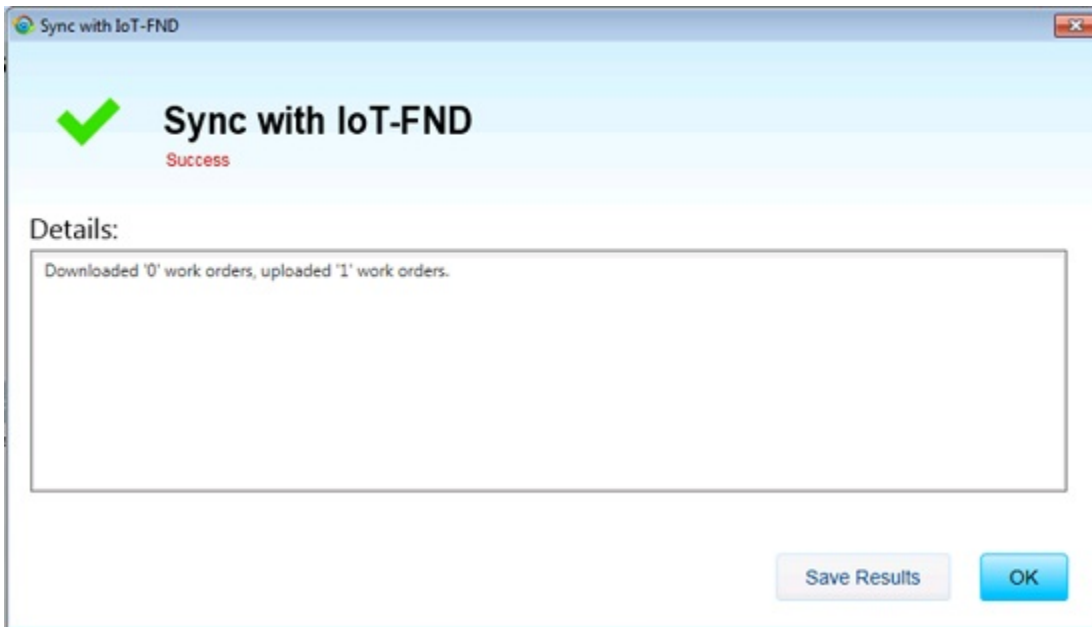 Sync with IoT-FND
Sync with IoT-FND
Success
Details:
Downloaded '0' work orders, uploaded '1' work orders.
Save Results
OK